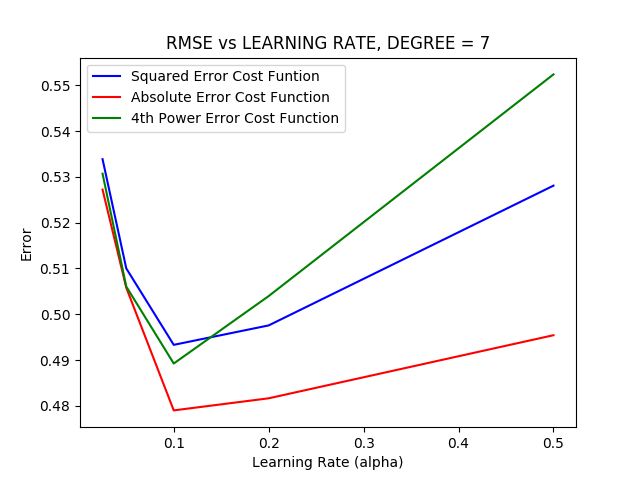 RMSE vs LEARNING RATE, DEGREE = 7
Squared Error Cost Funtion
Absolute Error Cost Function
4th Power Error Cost Function
0.55
0.54
0.53
0.52
0.51
0.50
0.49
0.48
Error
0.1 0.2 0.3 0.4 0.5
Learning Rate (alpha)